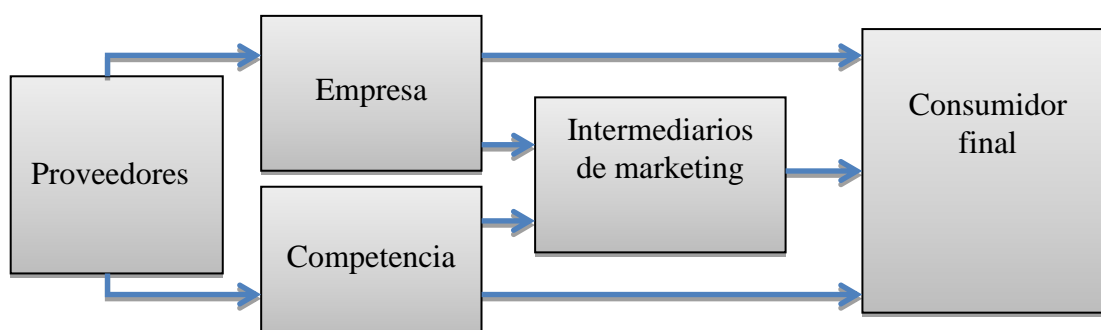 Proveedores
Empresa
Competencia
Intermediarios
de marketing
Consumidor
final